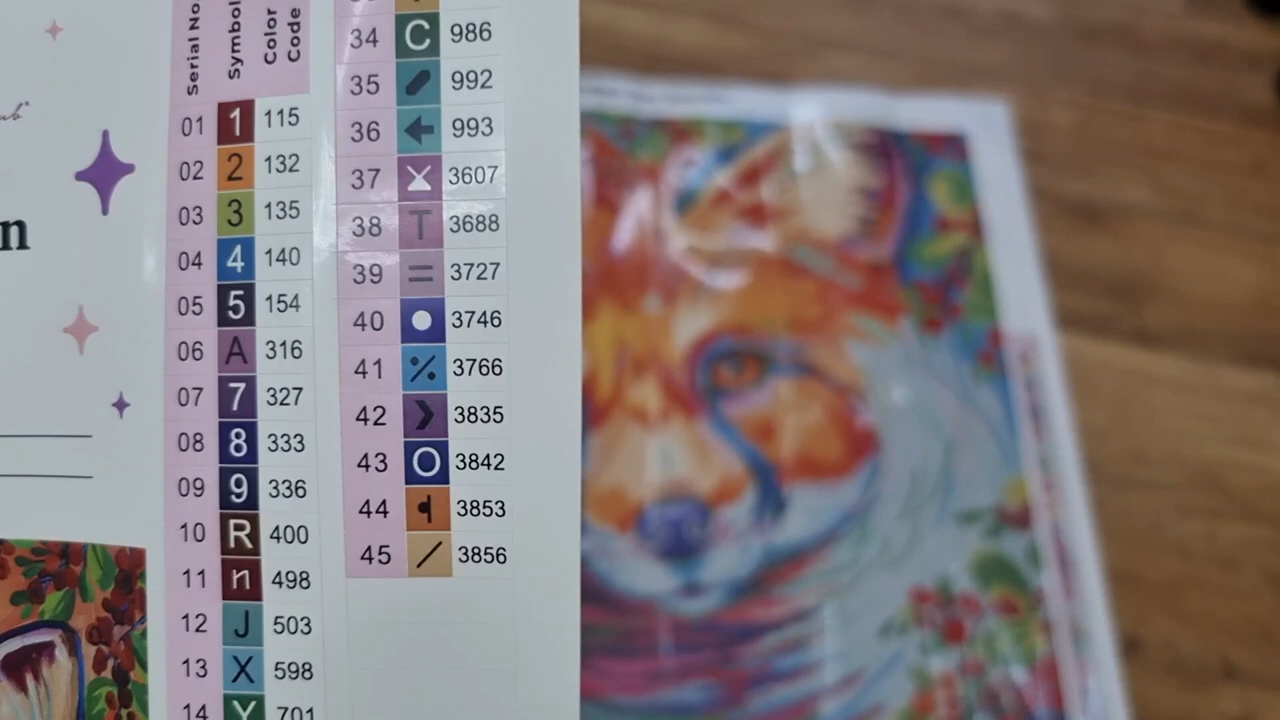 n
Serial No. Symbol Color Code
01 1 115
02 2 132
03 3 135
04 4 140
05 5 154
06 A 316
07 7 327
08 8 333
09 9 336
10 R 400
11 n 498
12 J 503
13 X 598
14 Y 701
34 C 986
35 992
36 993
37 3607
38 T 3688
39 = 3727
40 3746
41 ٪ 3766
42 ❯ 3835
43 O 3842
44 3853
45 / 3856